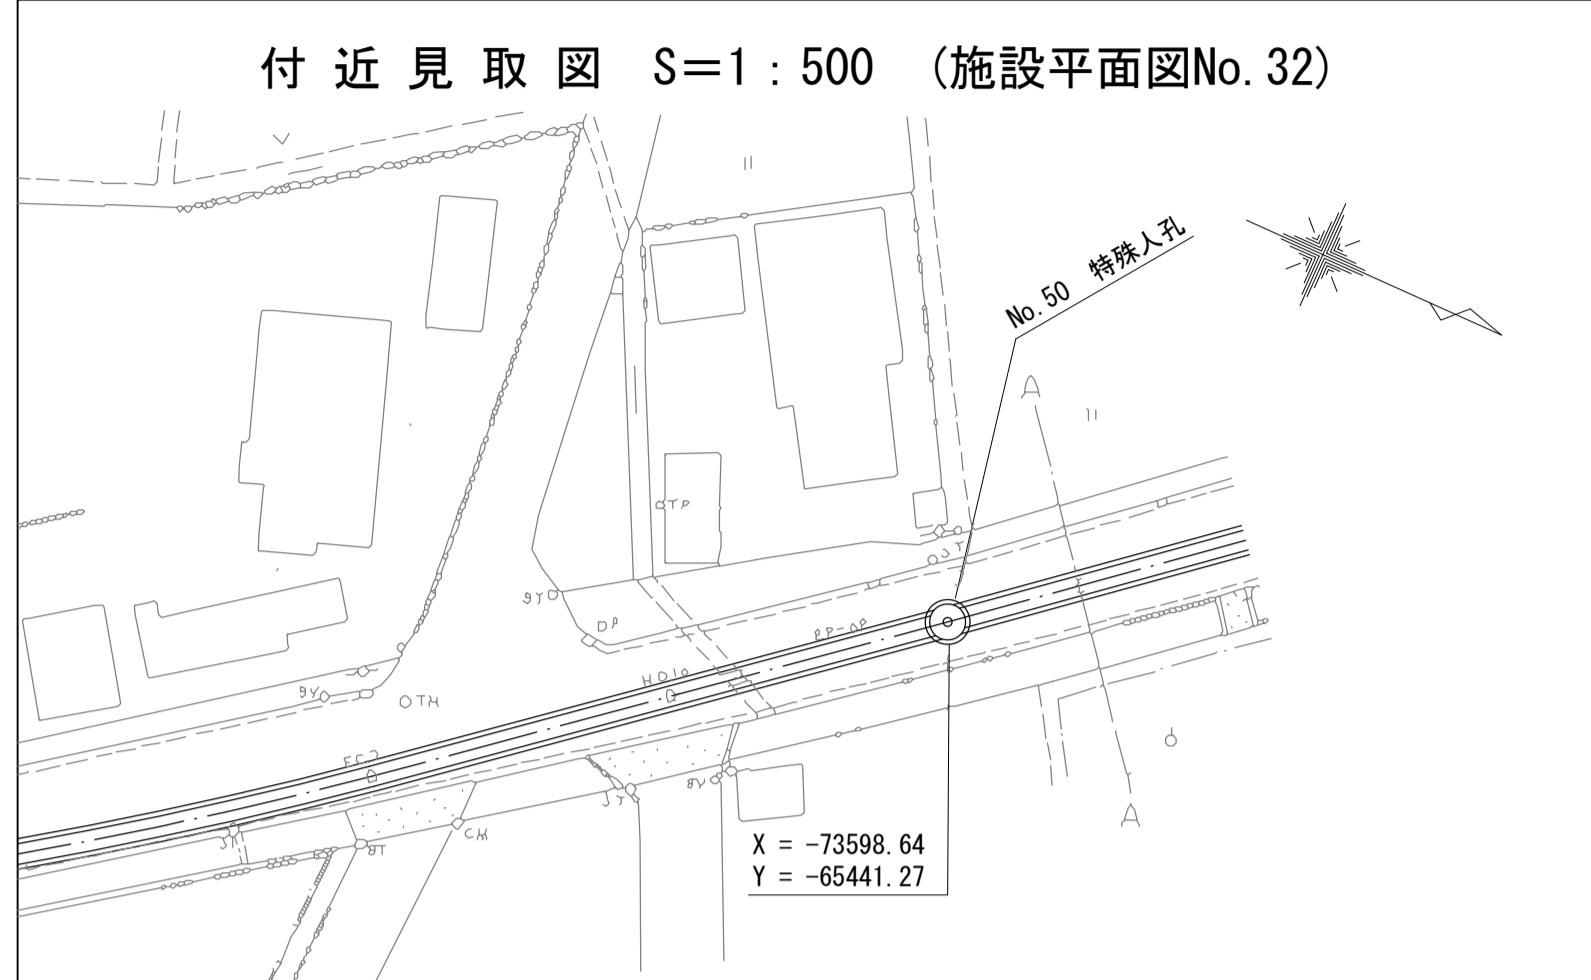 付近見取図 S=1:500 (施設平面図No.32)
No.50 特殊人孔
A
A
X = -73598.64
Y = -65441.27